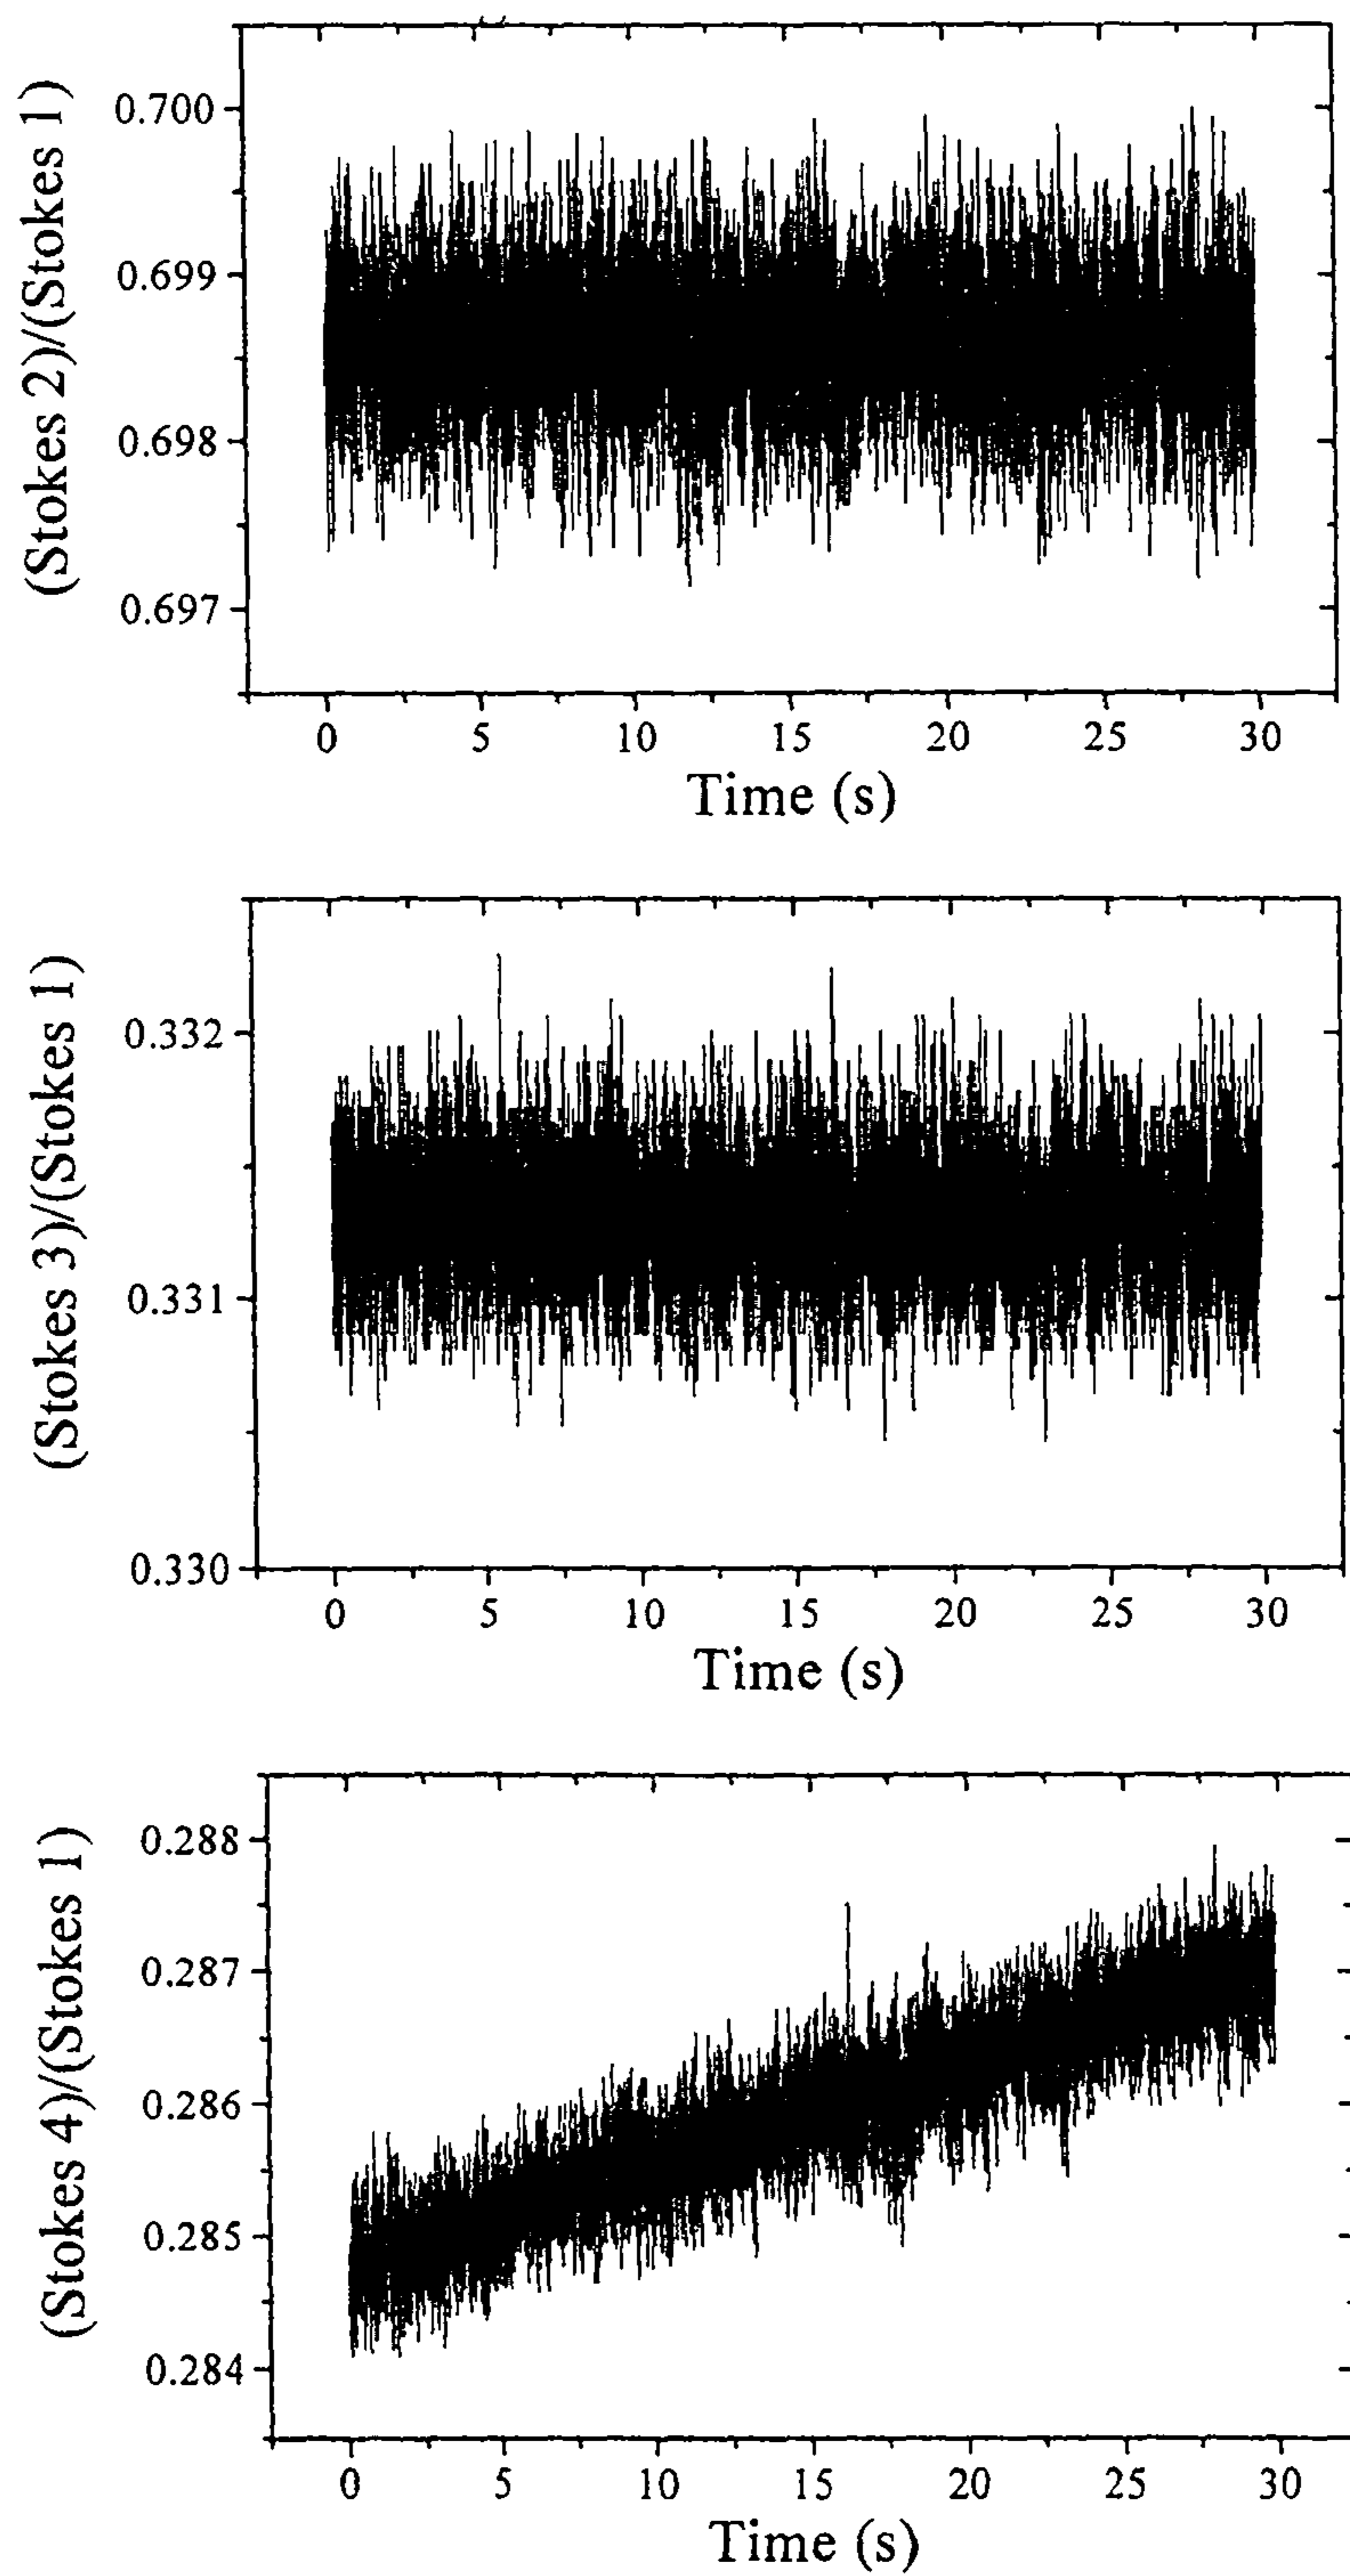 (Stokes 2)/(Stokes 1)
0.700
0.699
0.698
0.697
0 5 10 15 20 25 30
Time (s)
(Stokes 3)/(Stokes 1)
0.332
0.331
0.330
0 5 10 15 20 25 30
Time (s)
(Stokes 4)/(Stokes 1)
0.288
0.287
0.286
0.285
0.284
0 5 10 15 20 25 30
Time (s)